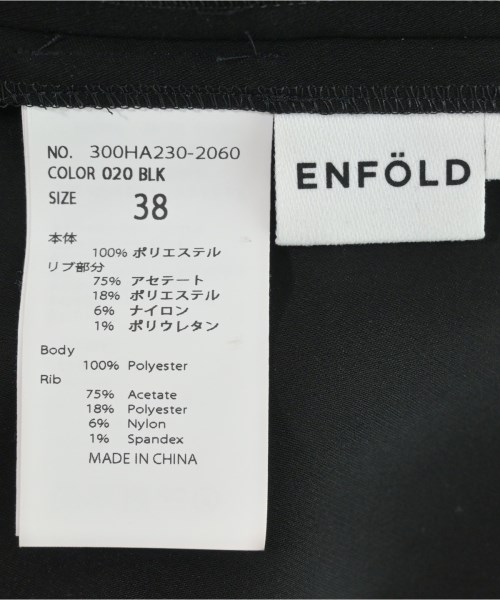 NO. 300HA230-2060
COLOR 020 BLK
SIZE 38
本体
100% ポリエステル
リブ部分
75% アセテート
18% ポリエステル
6% ナイロン
1% ポリウレタン
Body
100% Polyester
Rib
75% Acetate
18% Polyester
6% Nylon
1% Spandex
MADE IN CHINA
ENFÖLD